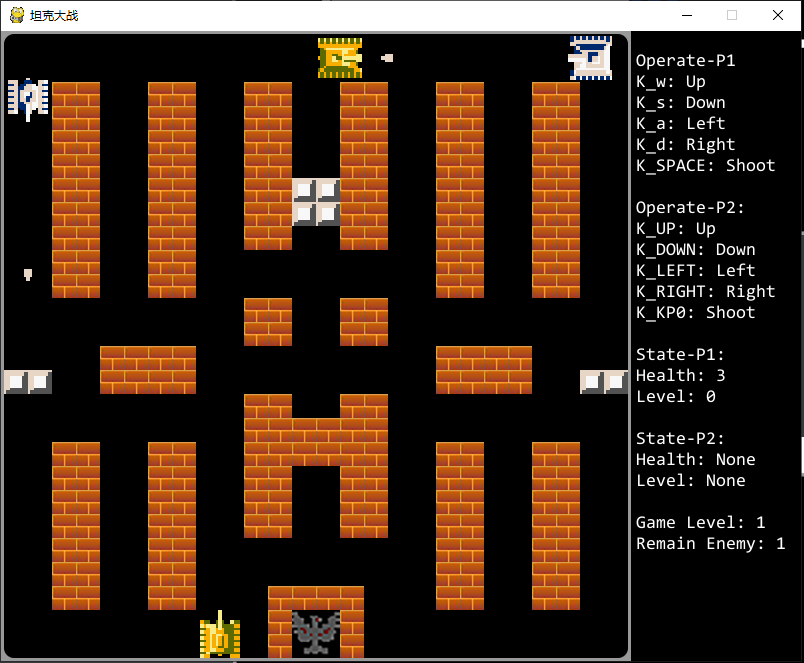 坦克大战
Operate-P1
K_w: Up
K_s: Down
K_a: Left
K_d: Right
K_SPACE: Shoot
Operate-P2:
K_UP: Up
K_DOWN: Down
K_LEFT: Left
K_RIGHT: Right
K_KP0: Shoot
State-P1:
Health: 3
Level: 0
State-P2:
Health: None
Level: None
Game Level: 1
Remain Enemy: 1